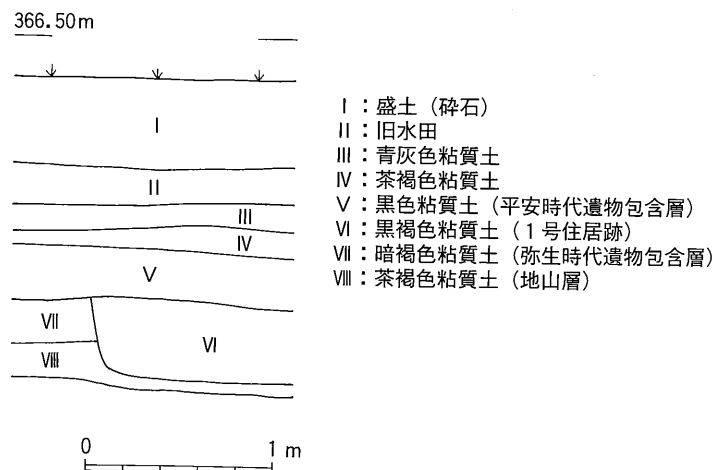 366.50m
I
II
III
IV
V
VI
VII
VIII
I：盛土（砕石）
II：旧水田
III：青灰色粘質土
IV：茶褐色粘質土
V：黒色粘質土（平安時代遺物包含層）
VI：黒褐色粘質土（1号住居跡）
VII：暗褐色粘質土（弥生時代遺物包含層）
VIII：茶褐色粘質土（地山層）
0 1m